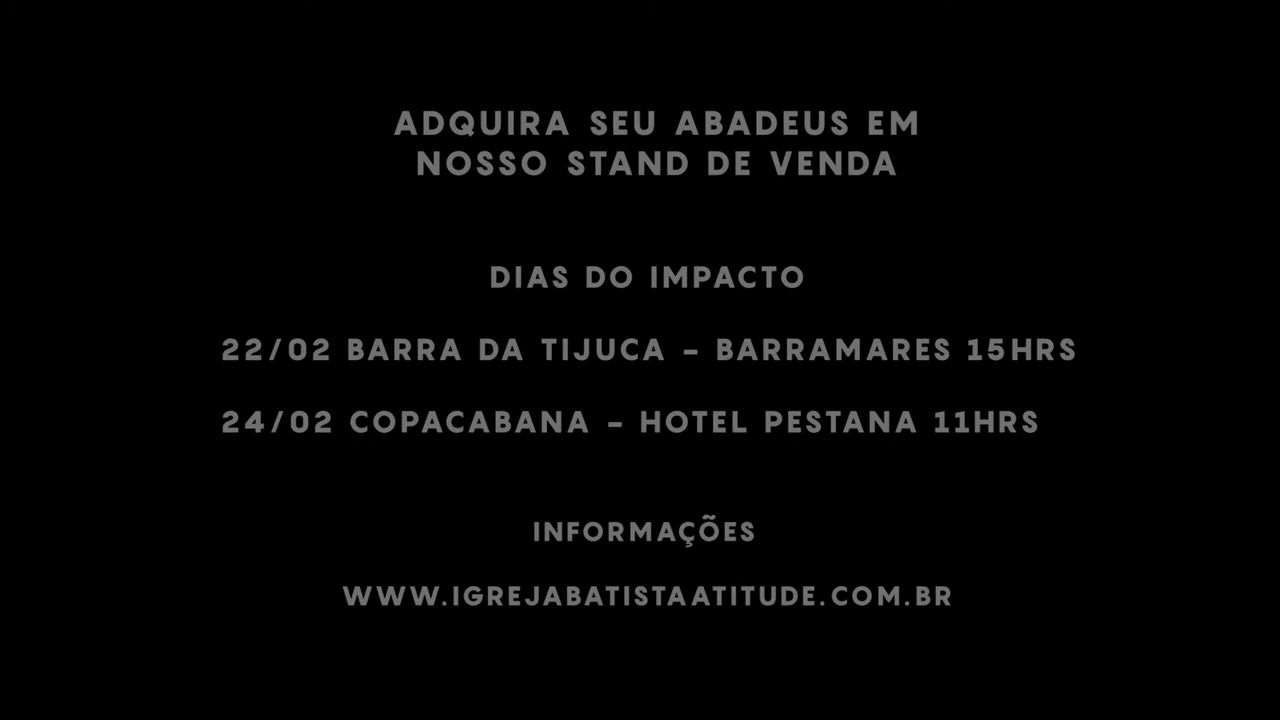 ADQUIRA SEU ABADEUS EM
NOSSO STAND DE VENDA
DIAS DO IMPACTO
22/02 BARRA DA TIJUCA - BARRAMARES 15HRS
24/02 COPACABANA - HOTEL PESTANA 11HRS
INFORMAÇÕES
WWW.IGREJABATISTAATITUDE.COM.BR